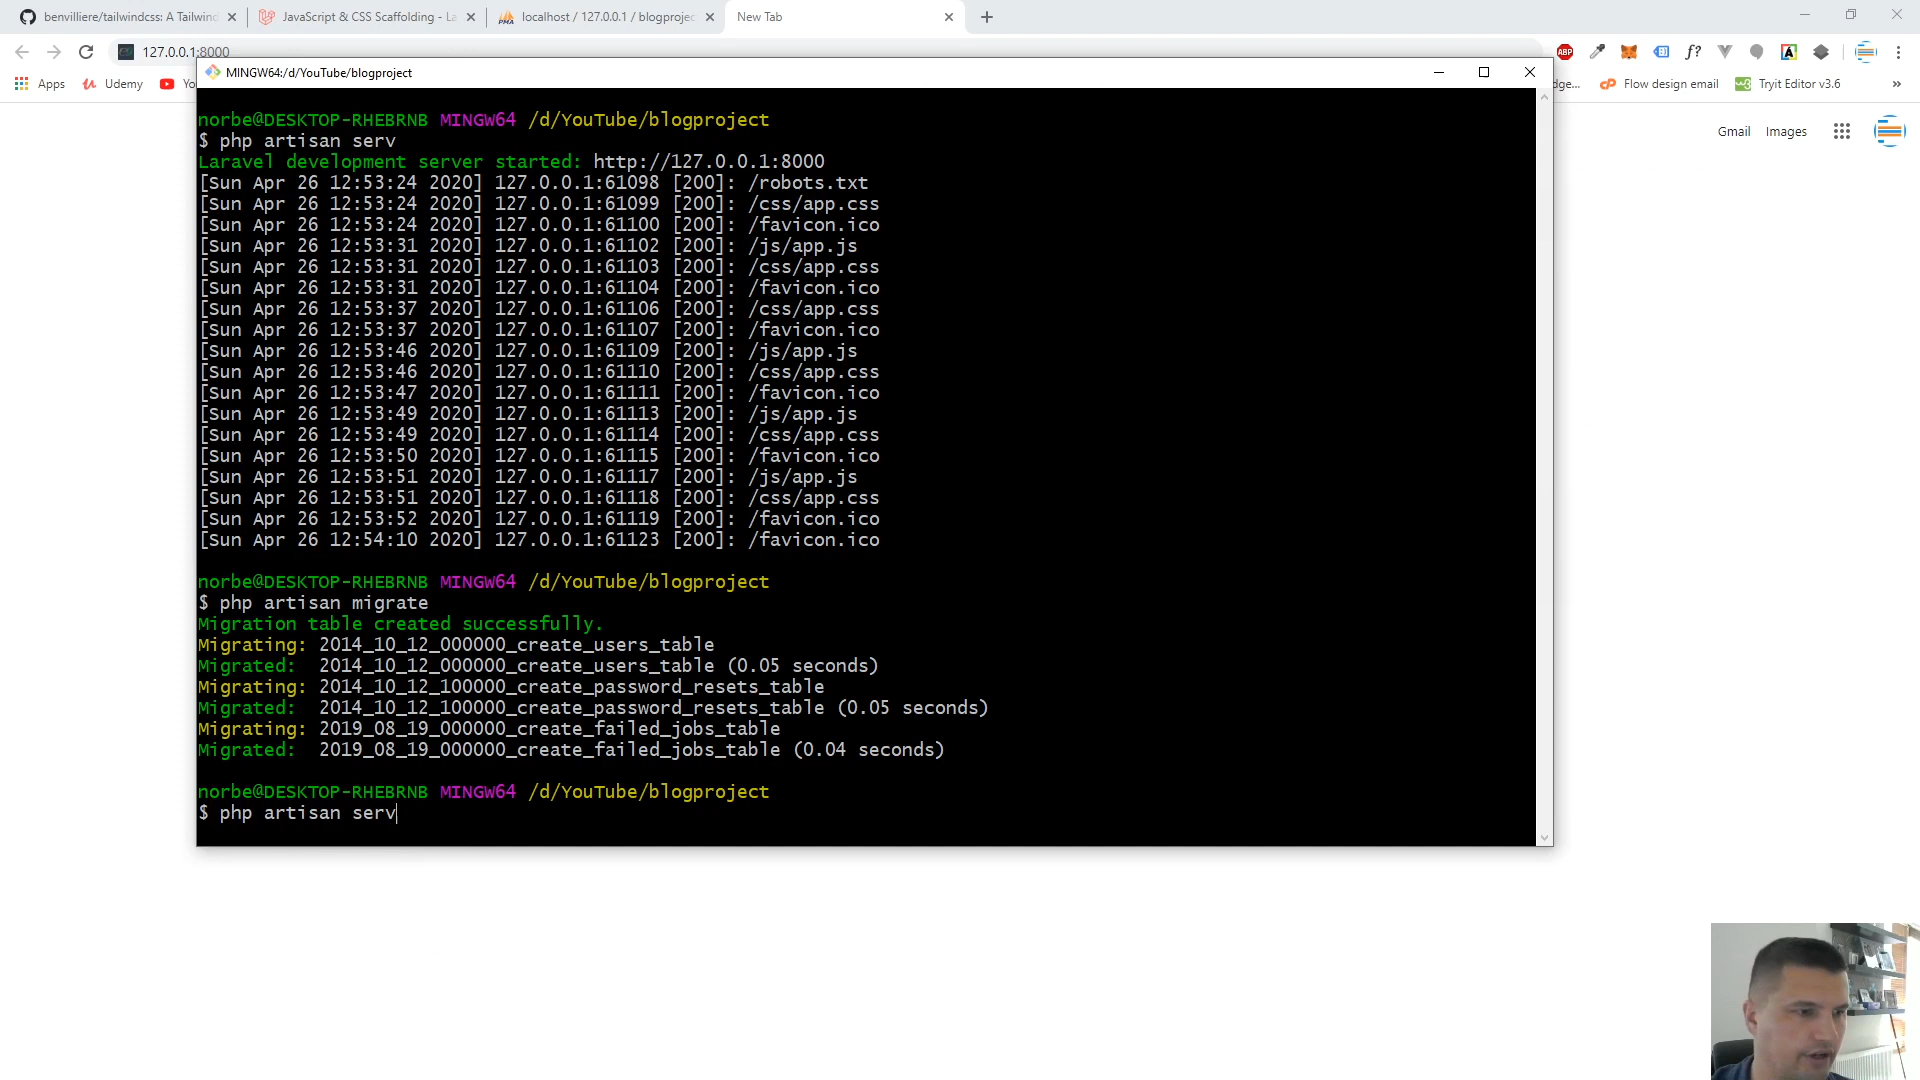 benvilliere/tailwindcss: A Tailwind
JavaScript & CSS Scaffolding - La
localhost / 127.0.0.1 / blogprojec
New Tab
127.0.0.1:8000
Apps
Udemy
Yo
dge...
Flow design email
Tryit Editor v3.6
»
Gmail
Images
MINGW64:/d/YouTube/blogproject
norbe@DESKTOP-RHEBRNB MINGW64 /d/YouTube/blogproject
$ php artisan serv
Laravel development server started: http://127.0.0.1:8000
[Sun Apr 26 12:53:24 2020] 127.0.0.1:61098 [200]: /robots.txt
[Sun Apr 26 12:53:24 2020] 127.0.0.1:61099 [200]: /css/app.css
[Sun Apr 26 12:53:24 2020] 127.0.0.1:61100 [200]: /favicon.ico
[Sun Apr 26 12:53:31 2020] 127.0.0.1:61102 [200]: /js/app.js
[Sun Apr 26 12:53:31 2020] 127.0.0.1:61103 [200]: /css/app.css
[Sun Apr 26 12:53:31 2020] 127.0.0.1:61104 [200]: /favicon.ico
[Sun Apr 26 12:53:37 2020] 127.0.0.1:61106 [200]: /css/app.css
[Sun Apr 26 12:53:37 2020] 127.0.0.1:61107 [200]: /favicon.ico
[Sun Apr 26 12:53:46 2020] 127.0.0.1:61109 [200]: /js/app.js
[Sun Apr 26 12:53:46 2020] 127.0.0.1:61110 [200]: /css/app.css
[Sun Apr 26 12:53:47 2020] 127.0.0.1:61111 [200]: /favicon.ico
[Sun Apr 26 12:53:49 2020] 127.0.0.1:61113 [200]: /js/app.js
[Sun Apr 26 12:53:49 2020] 127.0.0.1:61114 [200]: /css/app.css
[Sun Apr 26 12:53:50 2020] 127.0.0.1:61115 [200]: /favicon.ico
[Sun Apr 26 12:53:51 2020] 127.0.0.1:61117 [200]: /js/app.js
[Sun Apr 26 12:53:51 2020] 127.0.0.1:61118 [200]: /css/app.css
[Sun Apr 26 12:53:52 2020] 127.0.0.1:61119 [200]: /favicon.ico
[Sun Apr 26 12:54:10 2020] 127.0.0.1:61123 [200]: /favicon.ico
norbe@DESKTOP-RHEBRNB MINGW64 /d/YouTube/blogproject
$ php artisan migrate
Migration table created successfully.
Migrating: 2014_10_12_000000_create_users_table
Migrated:  2014_10_12_000000_create_users_table (0.05 seconds)
Migrating: 2014_10_12_100000_create_password_resets_table
Migrated:  2014_10_12_100000_create_password_resets_table (0.05 seconds)
Migrating: 2019_08_19_000000_create_failed_jobs_table
Migrated:  2019_08_19_000000_create_failed_jobs_table (0.04 seconds)
norbe@DESKTOP-RHEBRNB MINGW64 /d/YouTube/blogproject
$ php artisan serv